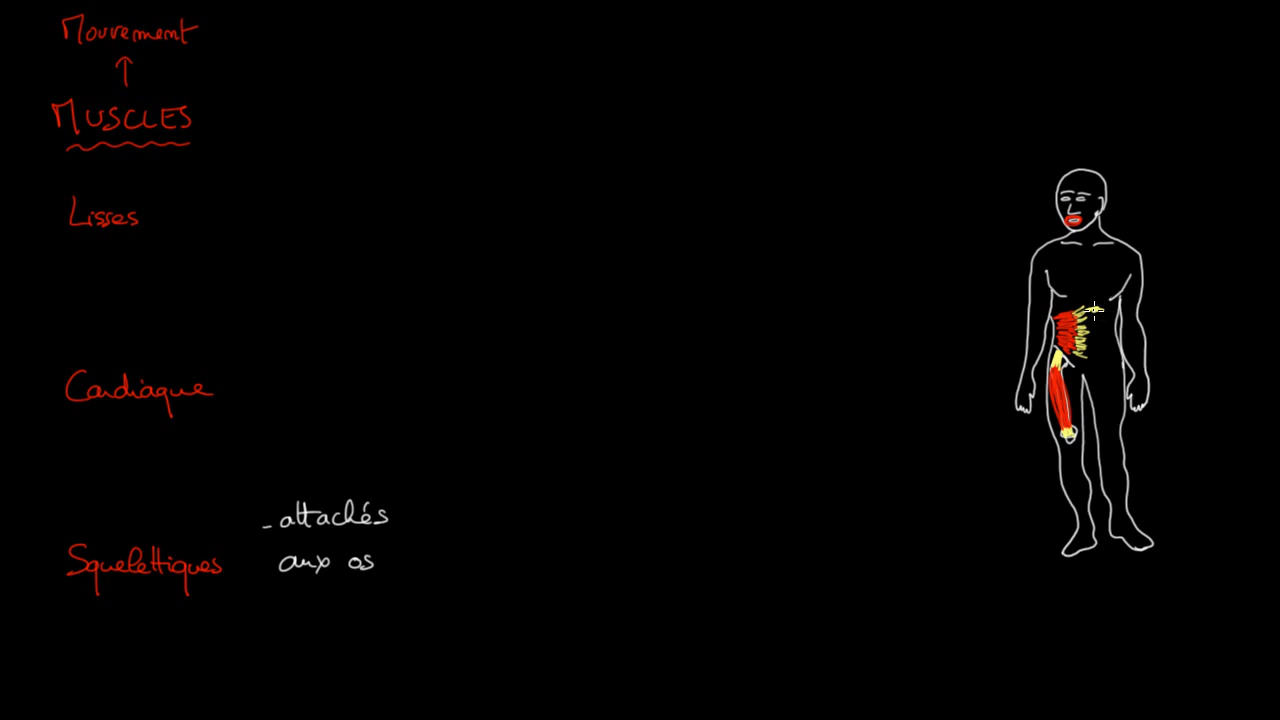 Mouvement
↑
MUSCLES
Lisses
Cardiaque
Squelettiques
- attachés
aux os